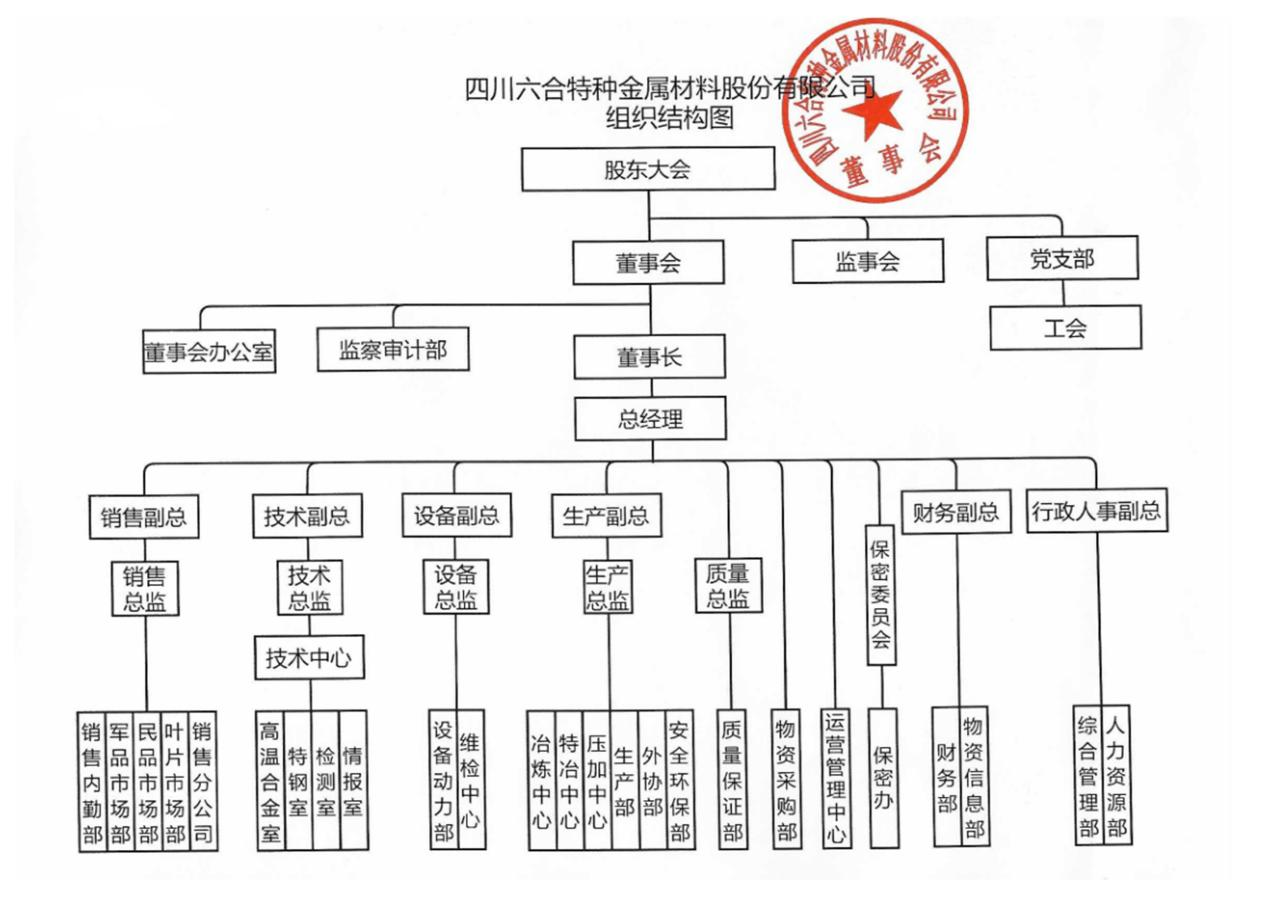 四川六合特种金属材料股份有限公司
组织结构图
四川六合特种金属材料股份有限公司
董事会
股东大会
董事会
监事会
党支部
工会
董事会办公室
监察审计部
董事长
总经理
销售副总
技术副总
设备副总
生产副总
财务副总
行政人事副总
销售
总监
技术
总监
设备
总监
生产
总监
质量
总监
保密委员会
技术中心
销售内勤部
军品市场部
民品市场部
叶片市场部
销售分公司
高温合金室
特钢室
检测室
情报室
设备动力部
维检中心
冶炼中心
特冶中心
压加中心
生产部
外协部
安全环保部
质量保证部
物资采购部
运营管理中心
保密办
财务部
物资信息部
综合管理部
人力资源部